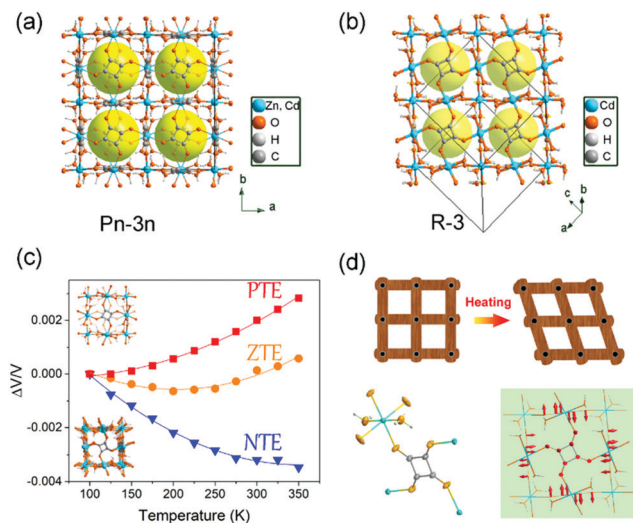 (a)
Zn, Cd
O
H
C
b
a
Pn-3n
(b)
Cd
O
H
C
c
b
a
R-3
(c)
PTE
ZTE
NTE
0.002
0.000
-0.002
-0.004
ΔV/V
100 150 200 250 300 350
Temperature (K)
(d)
Heating